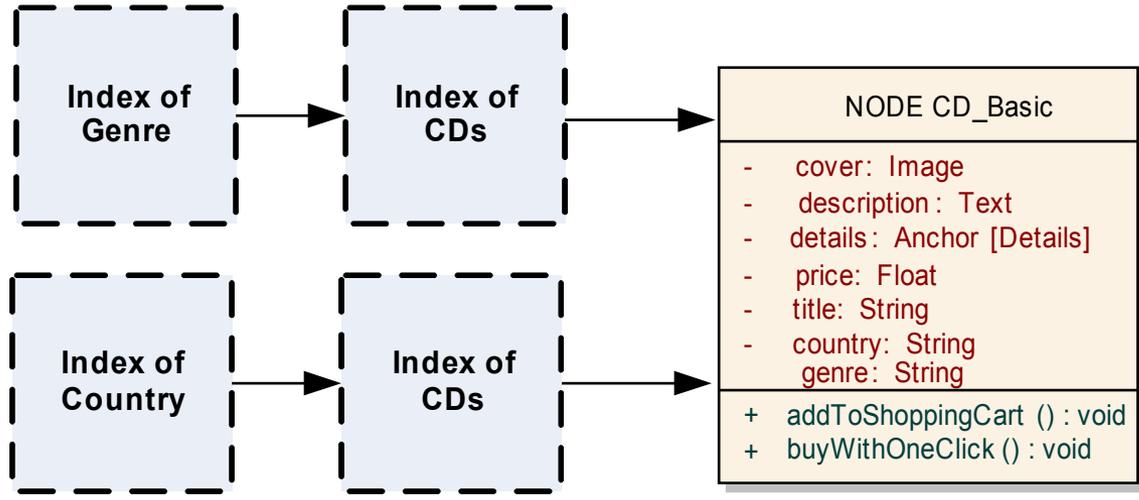 Index of
Genre
Index of
CDs
NODE CD_Basic
- cover: Image
- description: Text
- details: Anchor [Details]
- price: Float
- title: String
- country: String
genre: String
+ addToShoppingCart () : void
+ buyWithOneClick () : void
Index of
Country
Index of
CDs